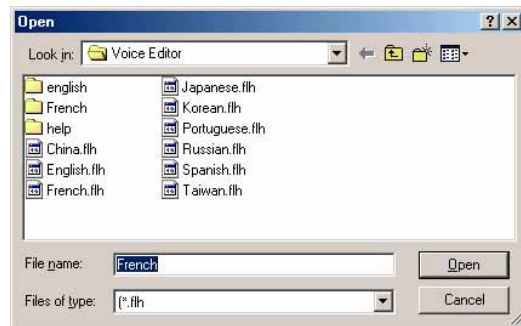 Open
Look in: Voice Editor
english
French
help
China.flh
English.flh
French.flh
Japanese.flh
Korean.flh
Portuguese.flh
Russian.flh
Spanish.flh
Taiwan.flh
File name: French Open
Files of type: (*.flh Cancel